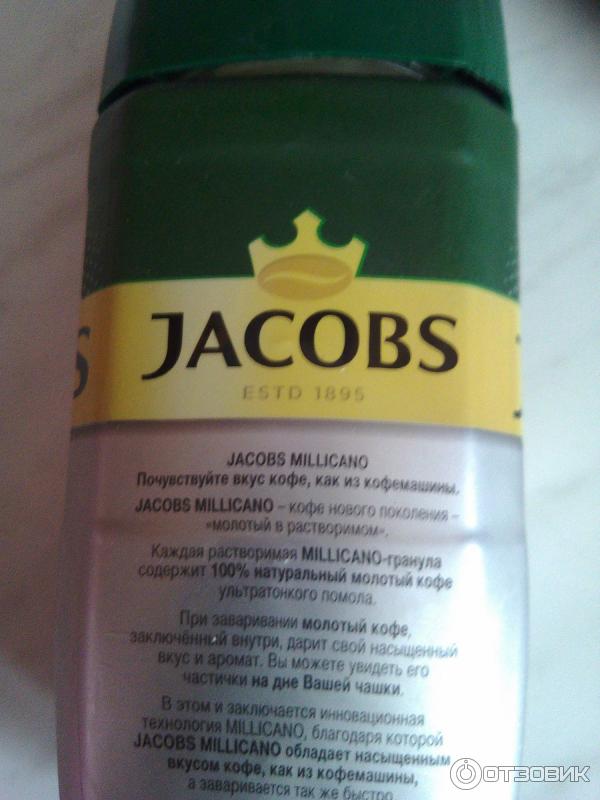 JACOBS
ESTD 1895
JACOBS MILLICANO
Почувствуйте вкус кофе, как из кофемашины.
JACOBS MILLICANO – кофе нового поколения –
«молотый в растворимом».
Каждая растворимая MILLICANO-гранула
содержит 100% натуральный молотый кофе
ультратонкого помола.
При заваривании молотый кофе,
заключённый внутри, дарит свой насыщенный
вкус и аромат. Вы можете увидеть его
частички на дне Вашей чашки.
В этом и заключается инновационная
технология MILLICANO, благодаря которой
JACOBS MILLICANO обладает насыщенным
вкусом кофе, как из кофемашины,
а заваривается так же быстро
ОТЗОВИК